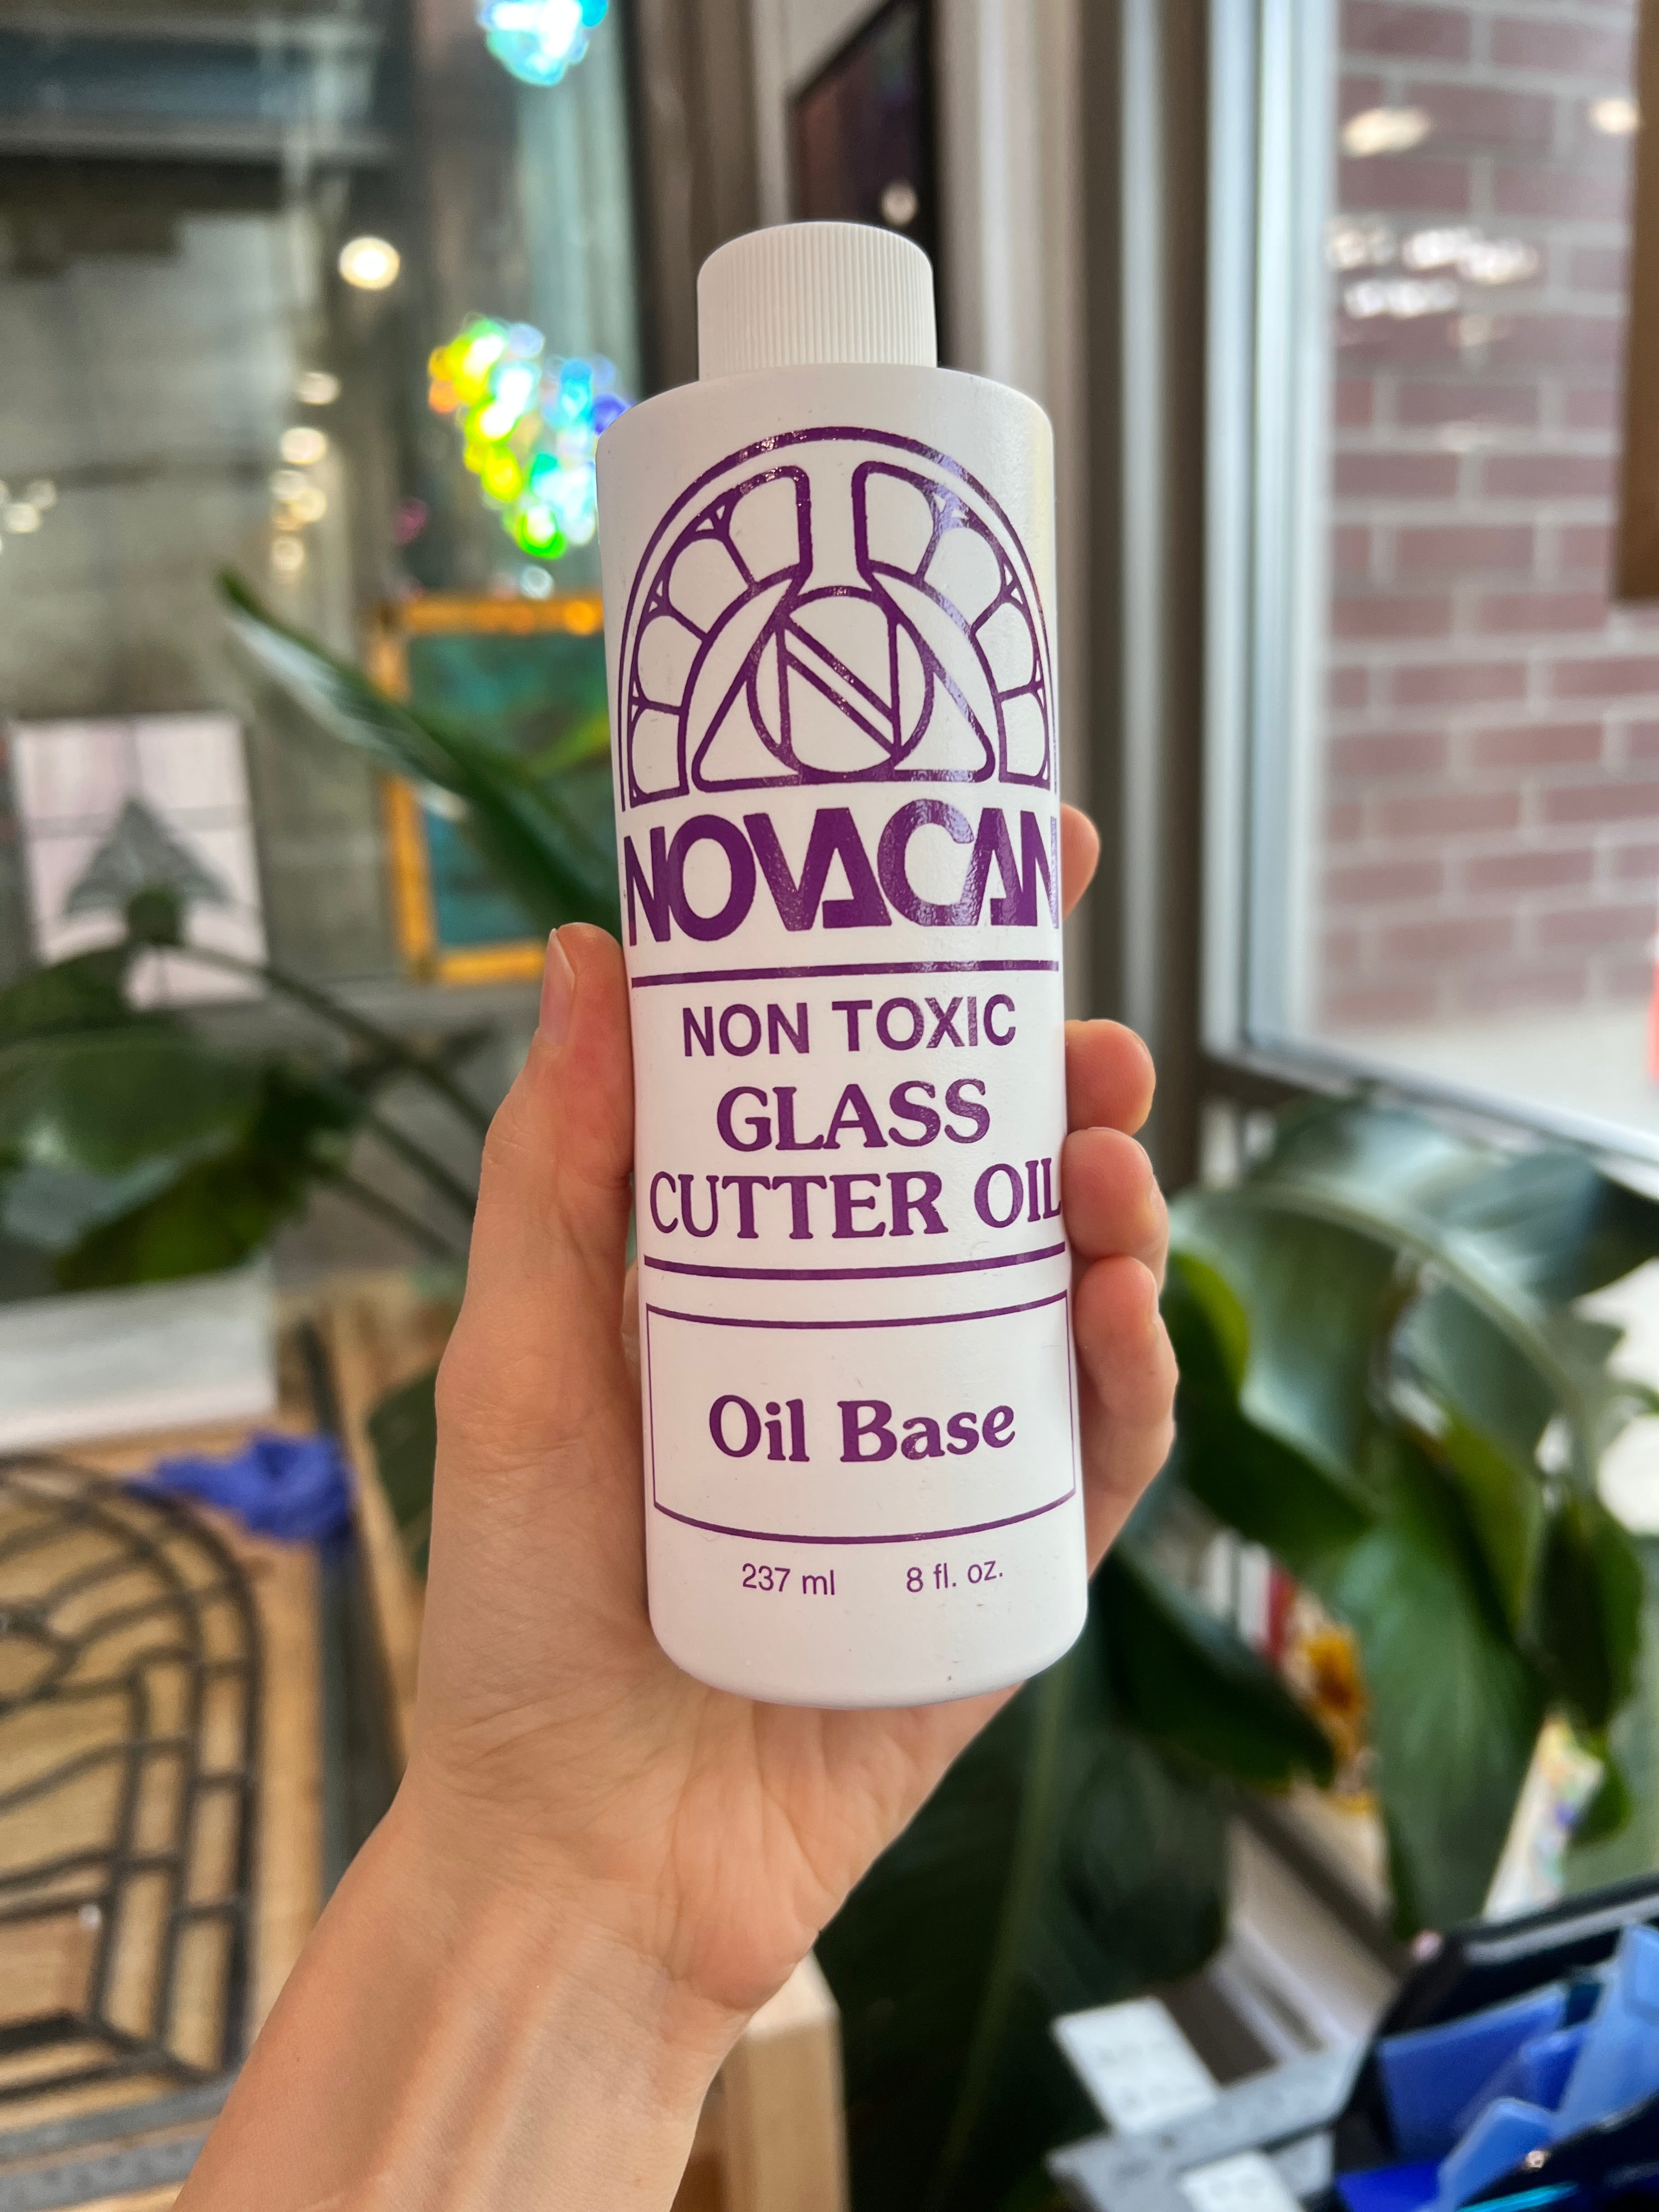 N
NOVACAN
NON TOXIC
GLASS
CUTTER OIL
Oil Base
237 ml 8 fl. oz.